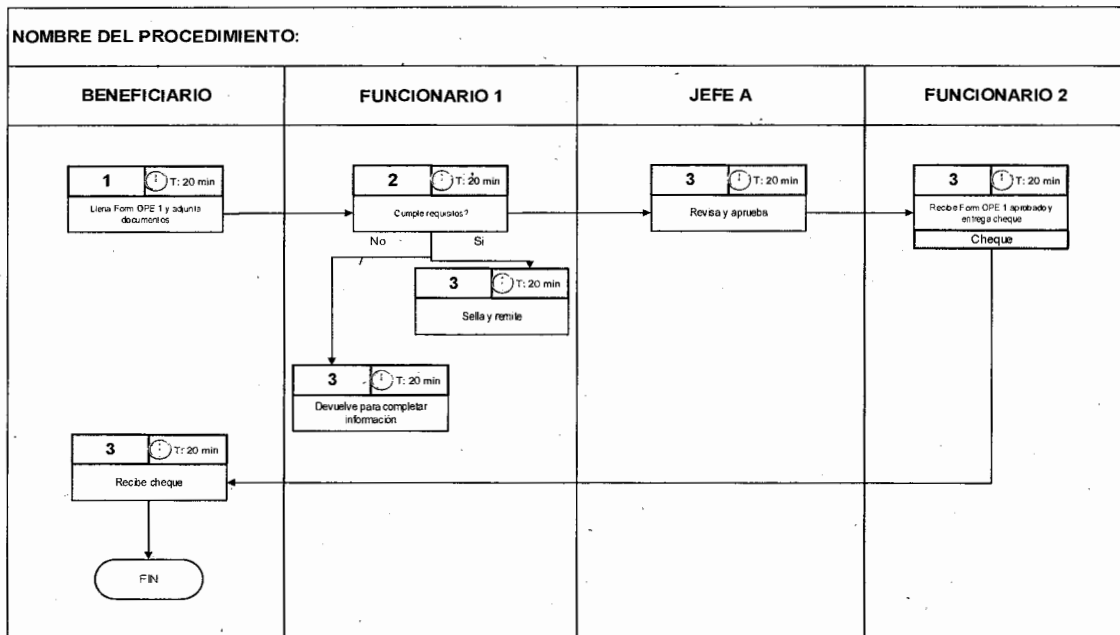 NOMBRE DEL PROCEDIMIENTO:
BENEFICIARIO
FUNCIONARIO 1
JEFE A
FUNCIONARIO 2
1
T: 20 min
Llena Form OPE 1 y adjunta
documentos
2
T: 20 min
Cumple requisitos?
No
Si
3
T: 20 min
Revisa y aprueba
3
T: 20 min
Recibe Form OPE 1 aprobado y
entrega cheque
Cheque
3
T: 20 min
Sella y remite
3
T: 20 min
Devuelve para completar
información
3
T: 20 min
Recibe cheque
FIN